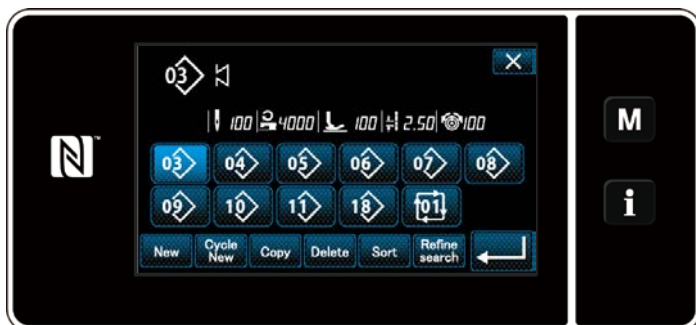 03
100 4000 100 2.50 100
M
03 04 05 06 07 08
09 10 11 18 01
i
New Cycle New Copy Delete Sort Refine search